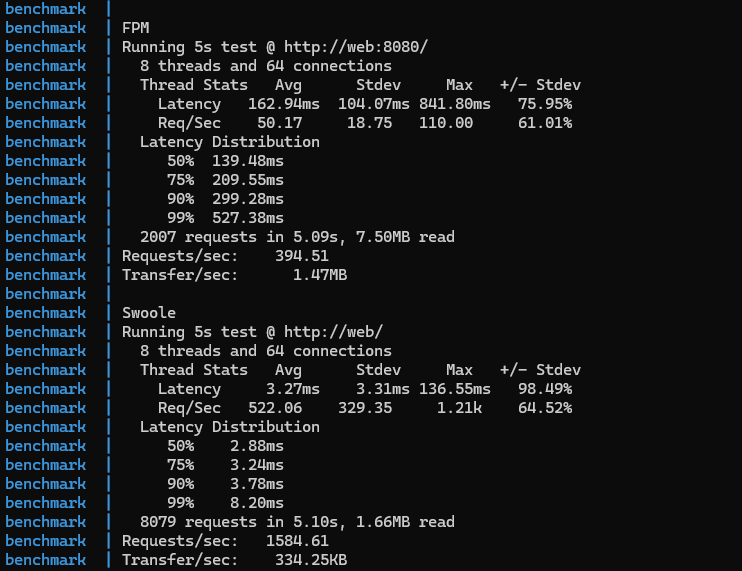 benchmark |
benchmark | FPM
benchmark | Running 5s test @ http://web:8080/
benchmark |   8 threads and 64 connections
benchmark |   Thread Stats   Avg      Stdev     Max   +/- Stdev
benchmark |     Latency   162.94ms  104.07ms 841.80ms   75.95%
benchmark |     Req/Sec    50.17     18.75   110.00     61.01%
benchmark |   Latency Distribution
benchmark |      50%  139.48ms
benchmark |      75%  209.55ms
benchmark |      90%  299.28ms
benchmark |      99%  527.38ms
benchmark |   2007 requests in 5.09s, 7.50MB read
benchmark | Requests/sec:    394.51
benchmark | Transfer/sec:      1.47MB
benchmark |
benchmark | Swoole
benchmark | Running 5s test @ http://web/
benchmark |   8 threads and 64 connections
benchmark |   Thread Stats   Avg      Stdev     Max   +/- Stdev
benchmark |     Latency     3.27ms    3.31ms 136.55ms   98.49%
benchmark |     Req/Sec   522.06    329.35     1.21k    64.52%
benchmark |   Latency Distribution
benchmark |      50%    2.88ms
benchmark |      75%    3.24ms
benchmark |      90%    3.78ms
benchmark |      99%    8.20ms
benchmark |   8079 requests in 5.10s, 1.66MB read
benchmark | Requests/sec:   1584.61
benchmark | Transfer/sec:    334.25KB